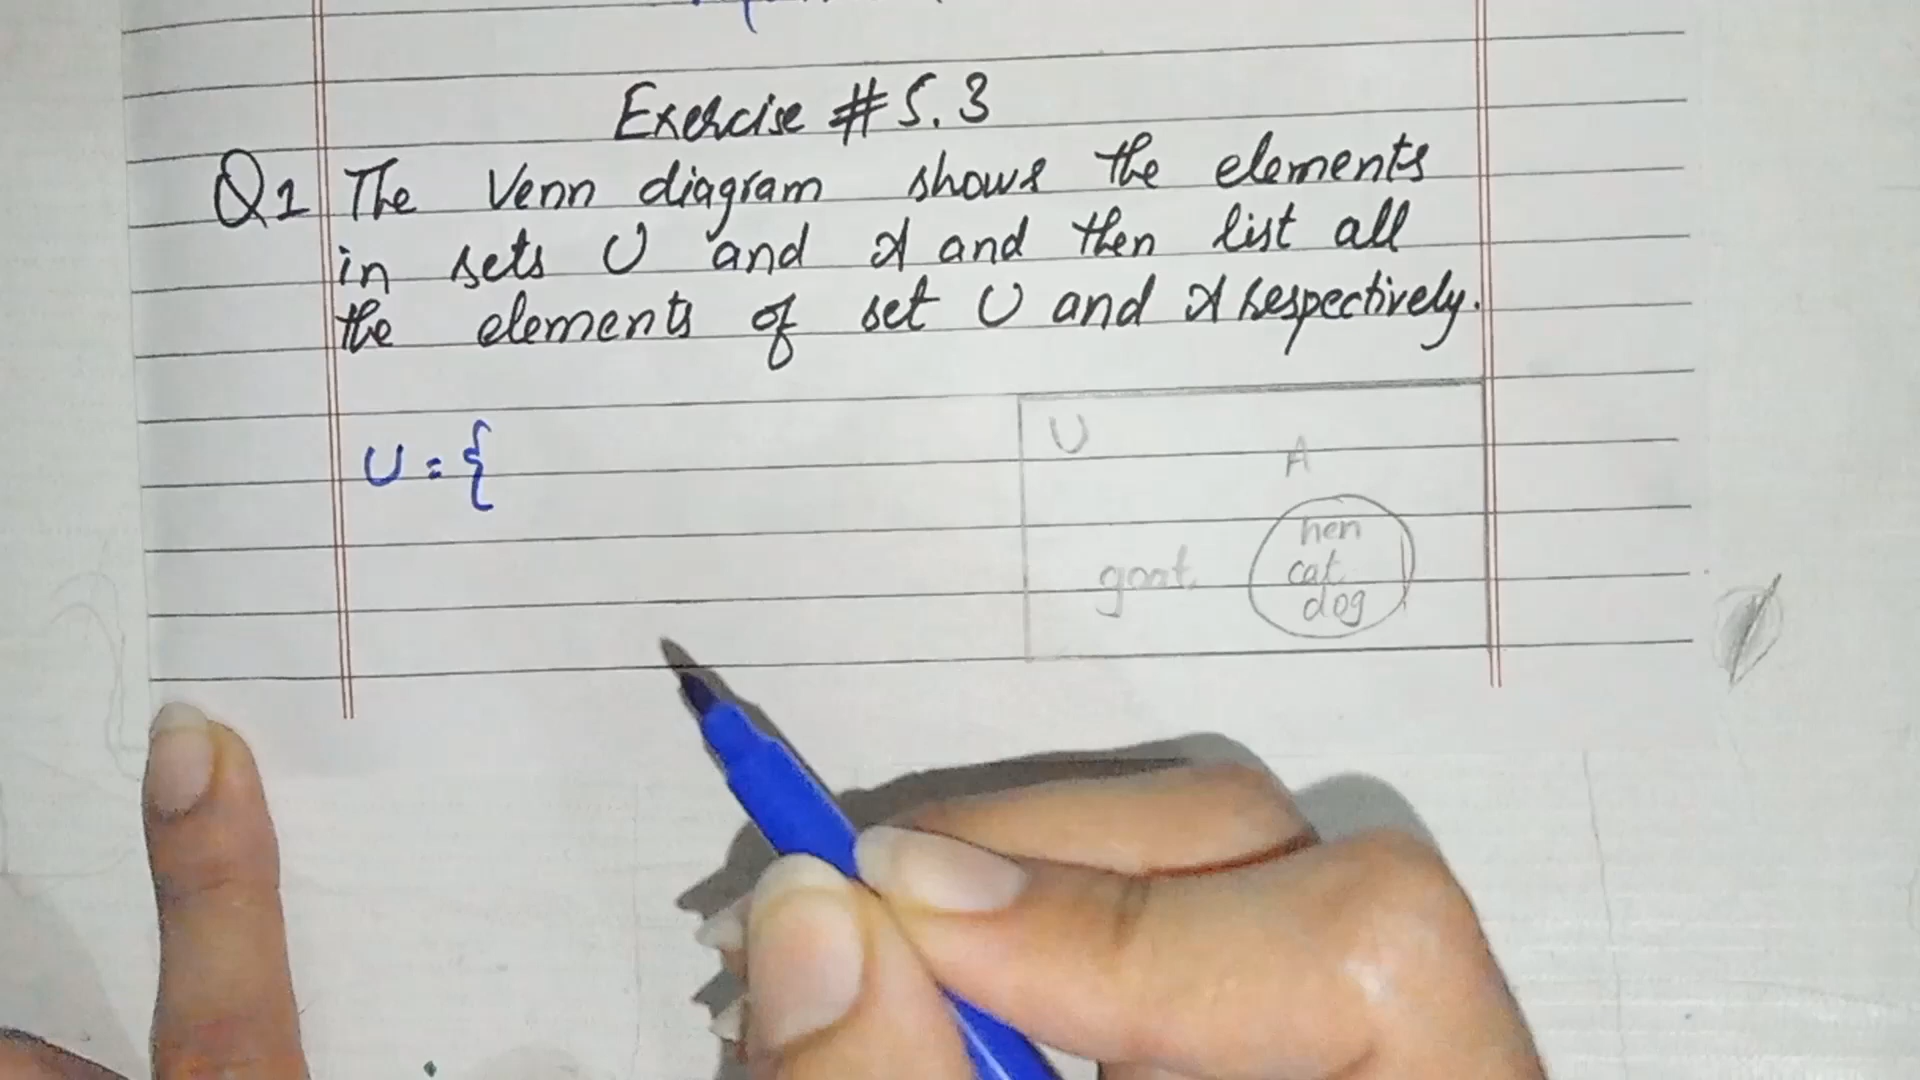 Exercise # 5.3
Q1 The Venn diagram shows the elements
in sets U and A and then list all
the elements of set U and A respectively.
U = {
U
A
hen
goat cat
dog